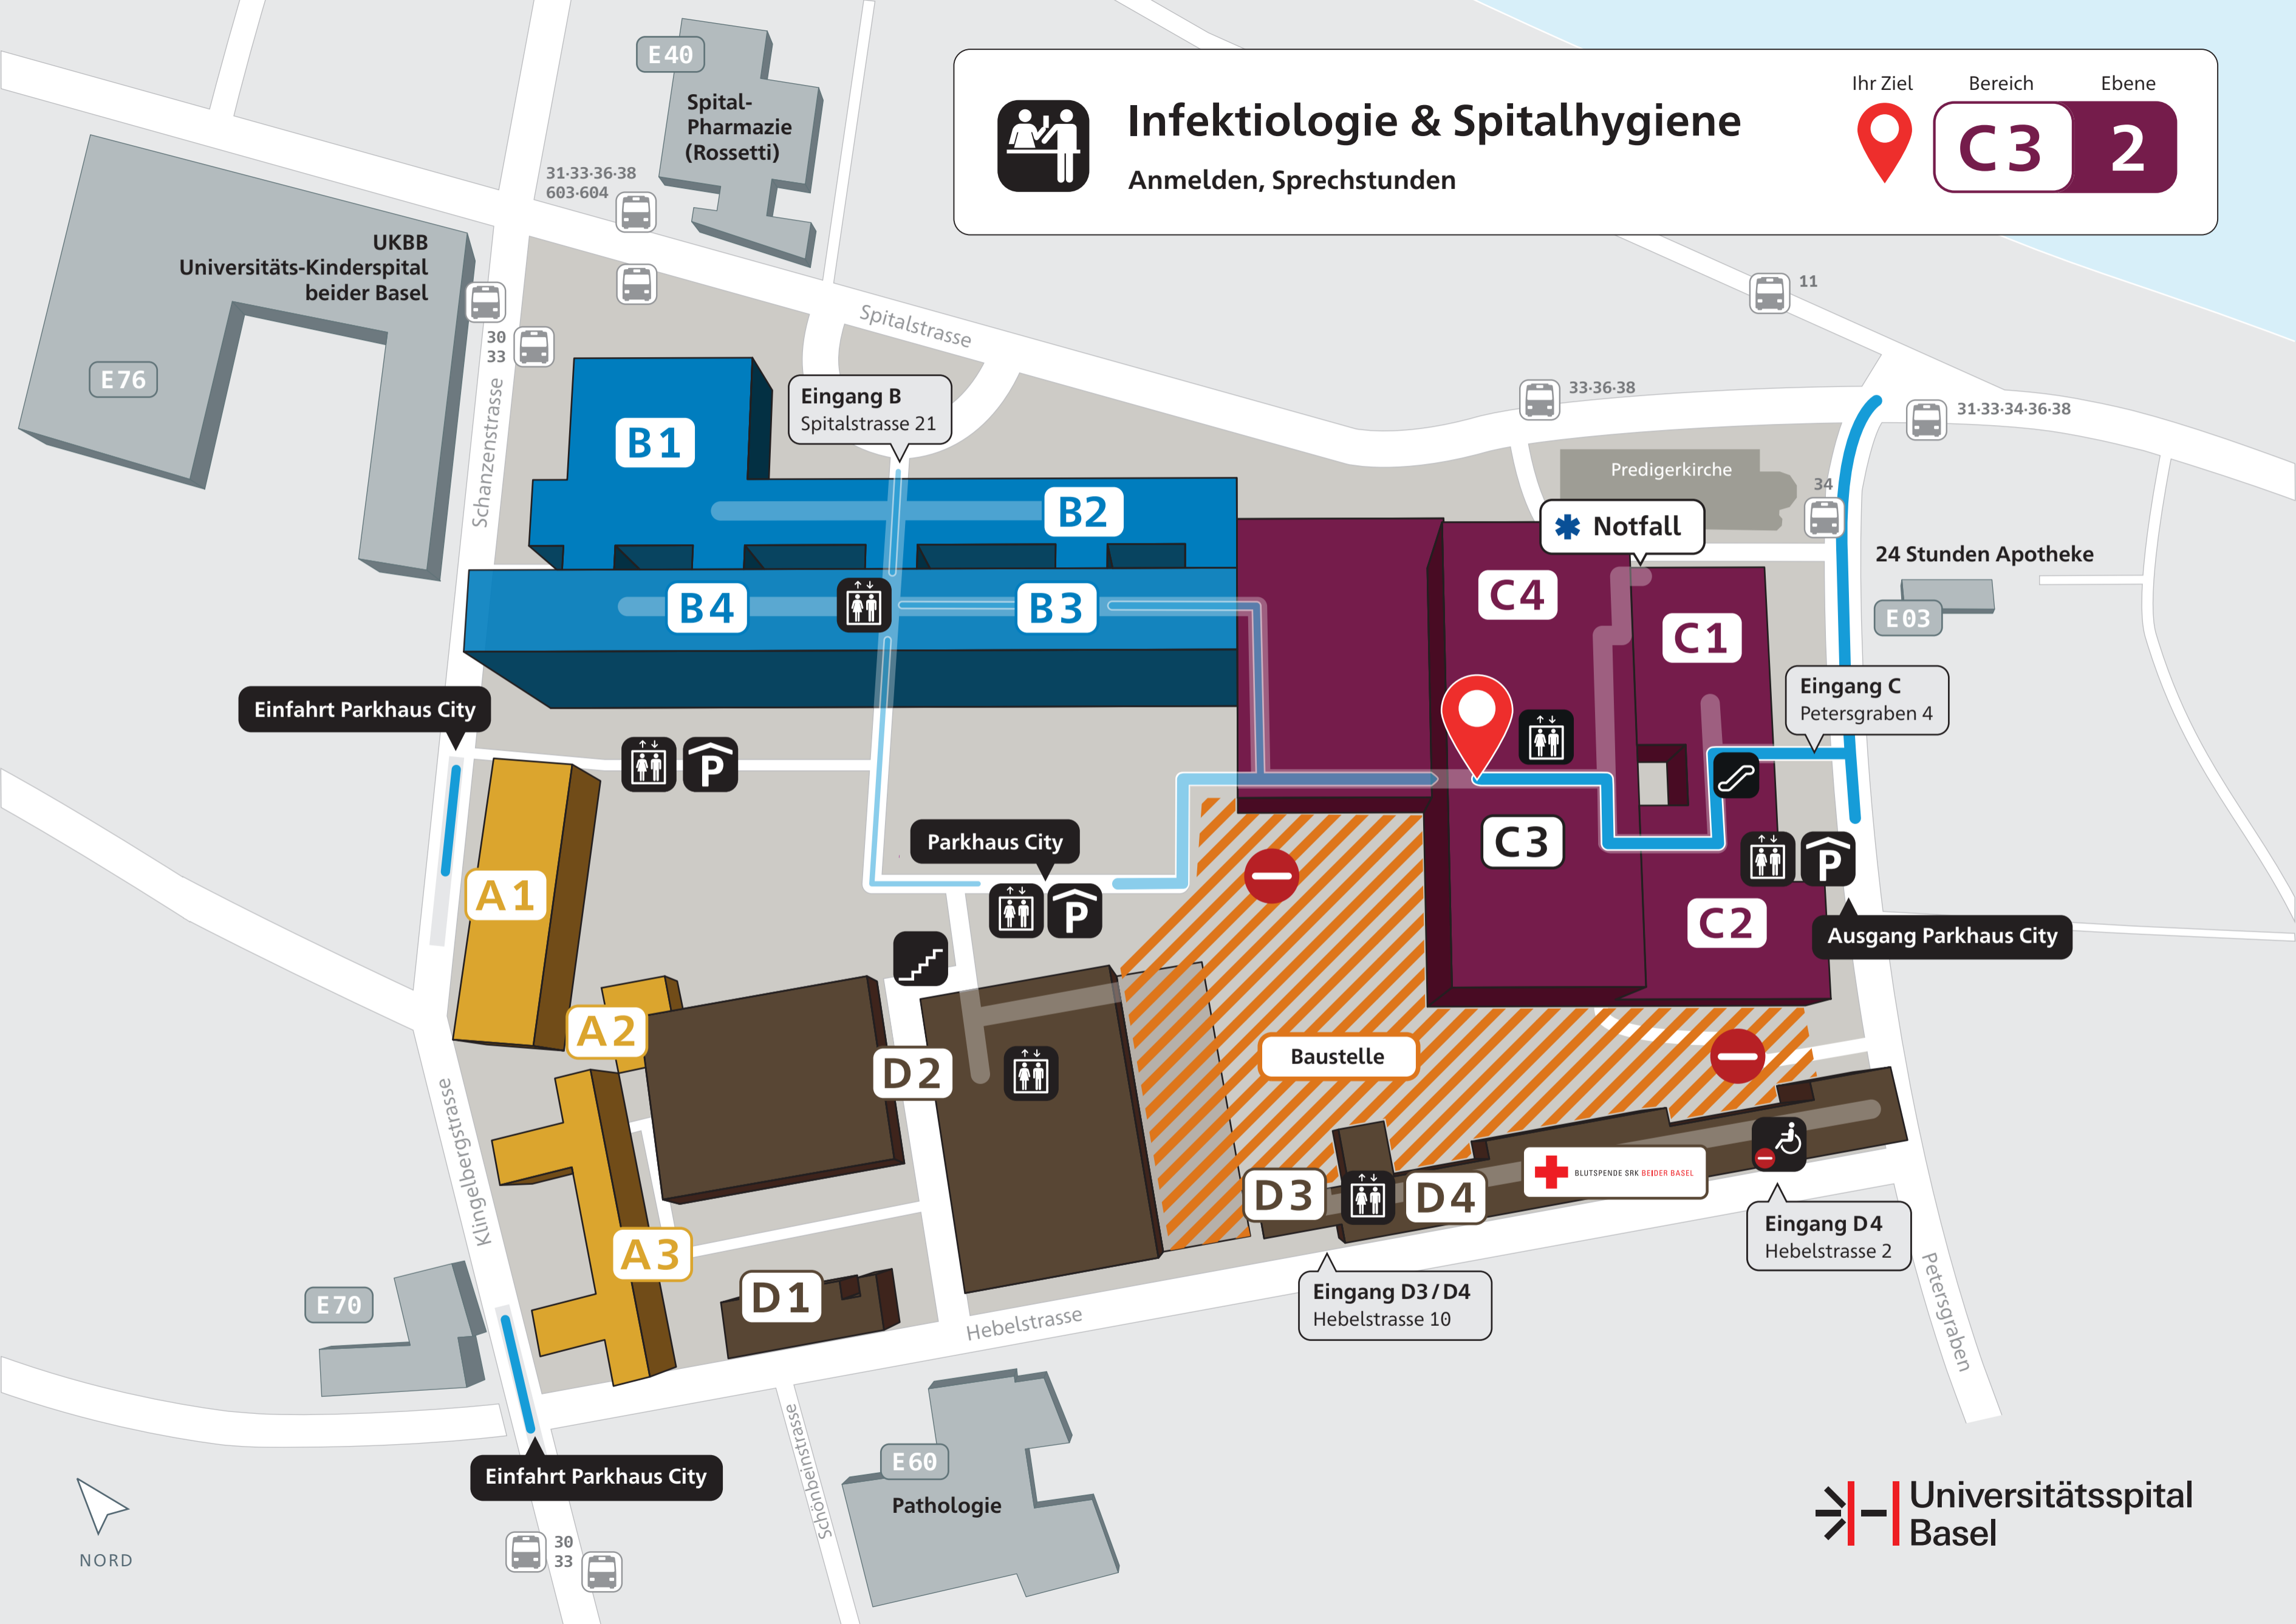 Infektiologie & Spitalhygiene
Anmelden, Sprechstunden
Ihr Ziel
Bereich
Ebene
C3
2
E40
Spital-
Pharmazie
(Rossetti)
31·33·36·38
603·604
UKBB
Universitäts-Kinderspital
beider Basel
E76
30
33
Schanzenstrasse
Spitalstrasse
11
33·36·38
31·33·34·36·38
34
Predigerkirche
Notfall
24 Stunden Apotheke
E03
Eingang B
Spitalstrasse 21
B1
B2
B4
B3
C4
C1
Eingang C
Petersgraben 4
Einfahrt Parkhaus City
P
Parkhaus City
P
C3
P
C2
Ausgang Parkhaus City
A1
A2
D2
Baustelle
Klingelbergstrasse
A3
D1
D3
D4
BLUTSPENDE SRK BEIDER BASEL
Eingang D4
Hebelstrasse 2
Eingang D3/D4
Hebelstrasse 10
Hebelstrasse
Petersgraben
E70
Schönbeinstrasse
E60
Pathologie
Einfahrt Parkhaus City
30
33
NORD
Universitätsspital
Basel